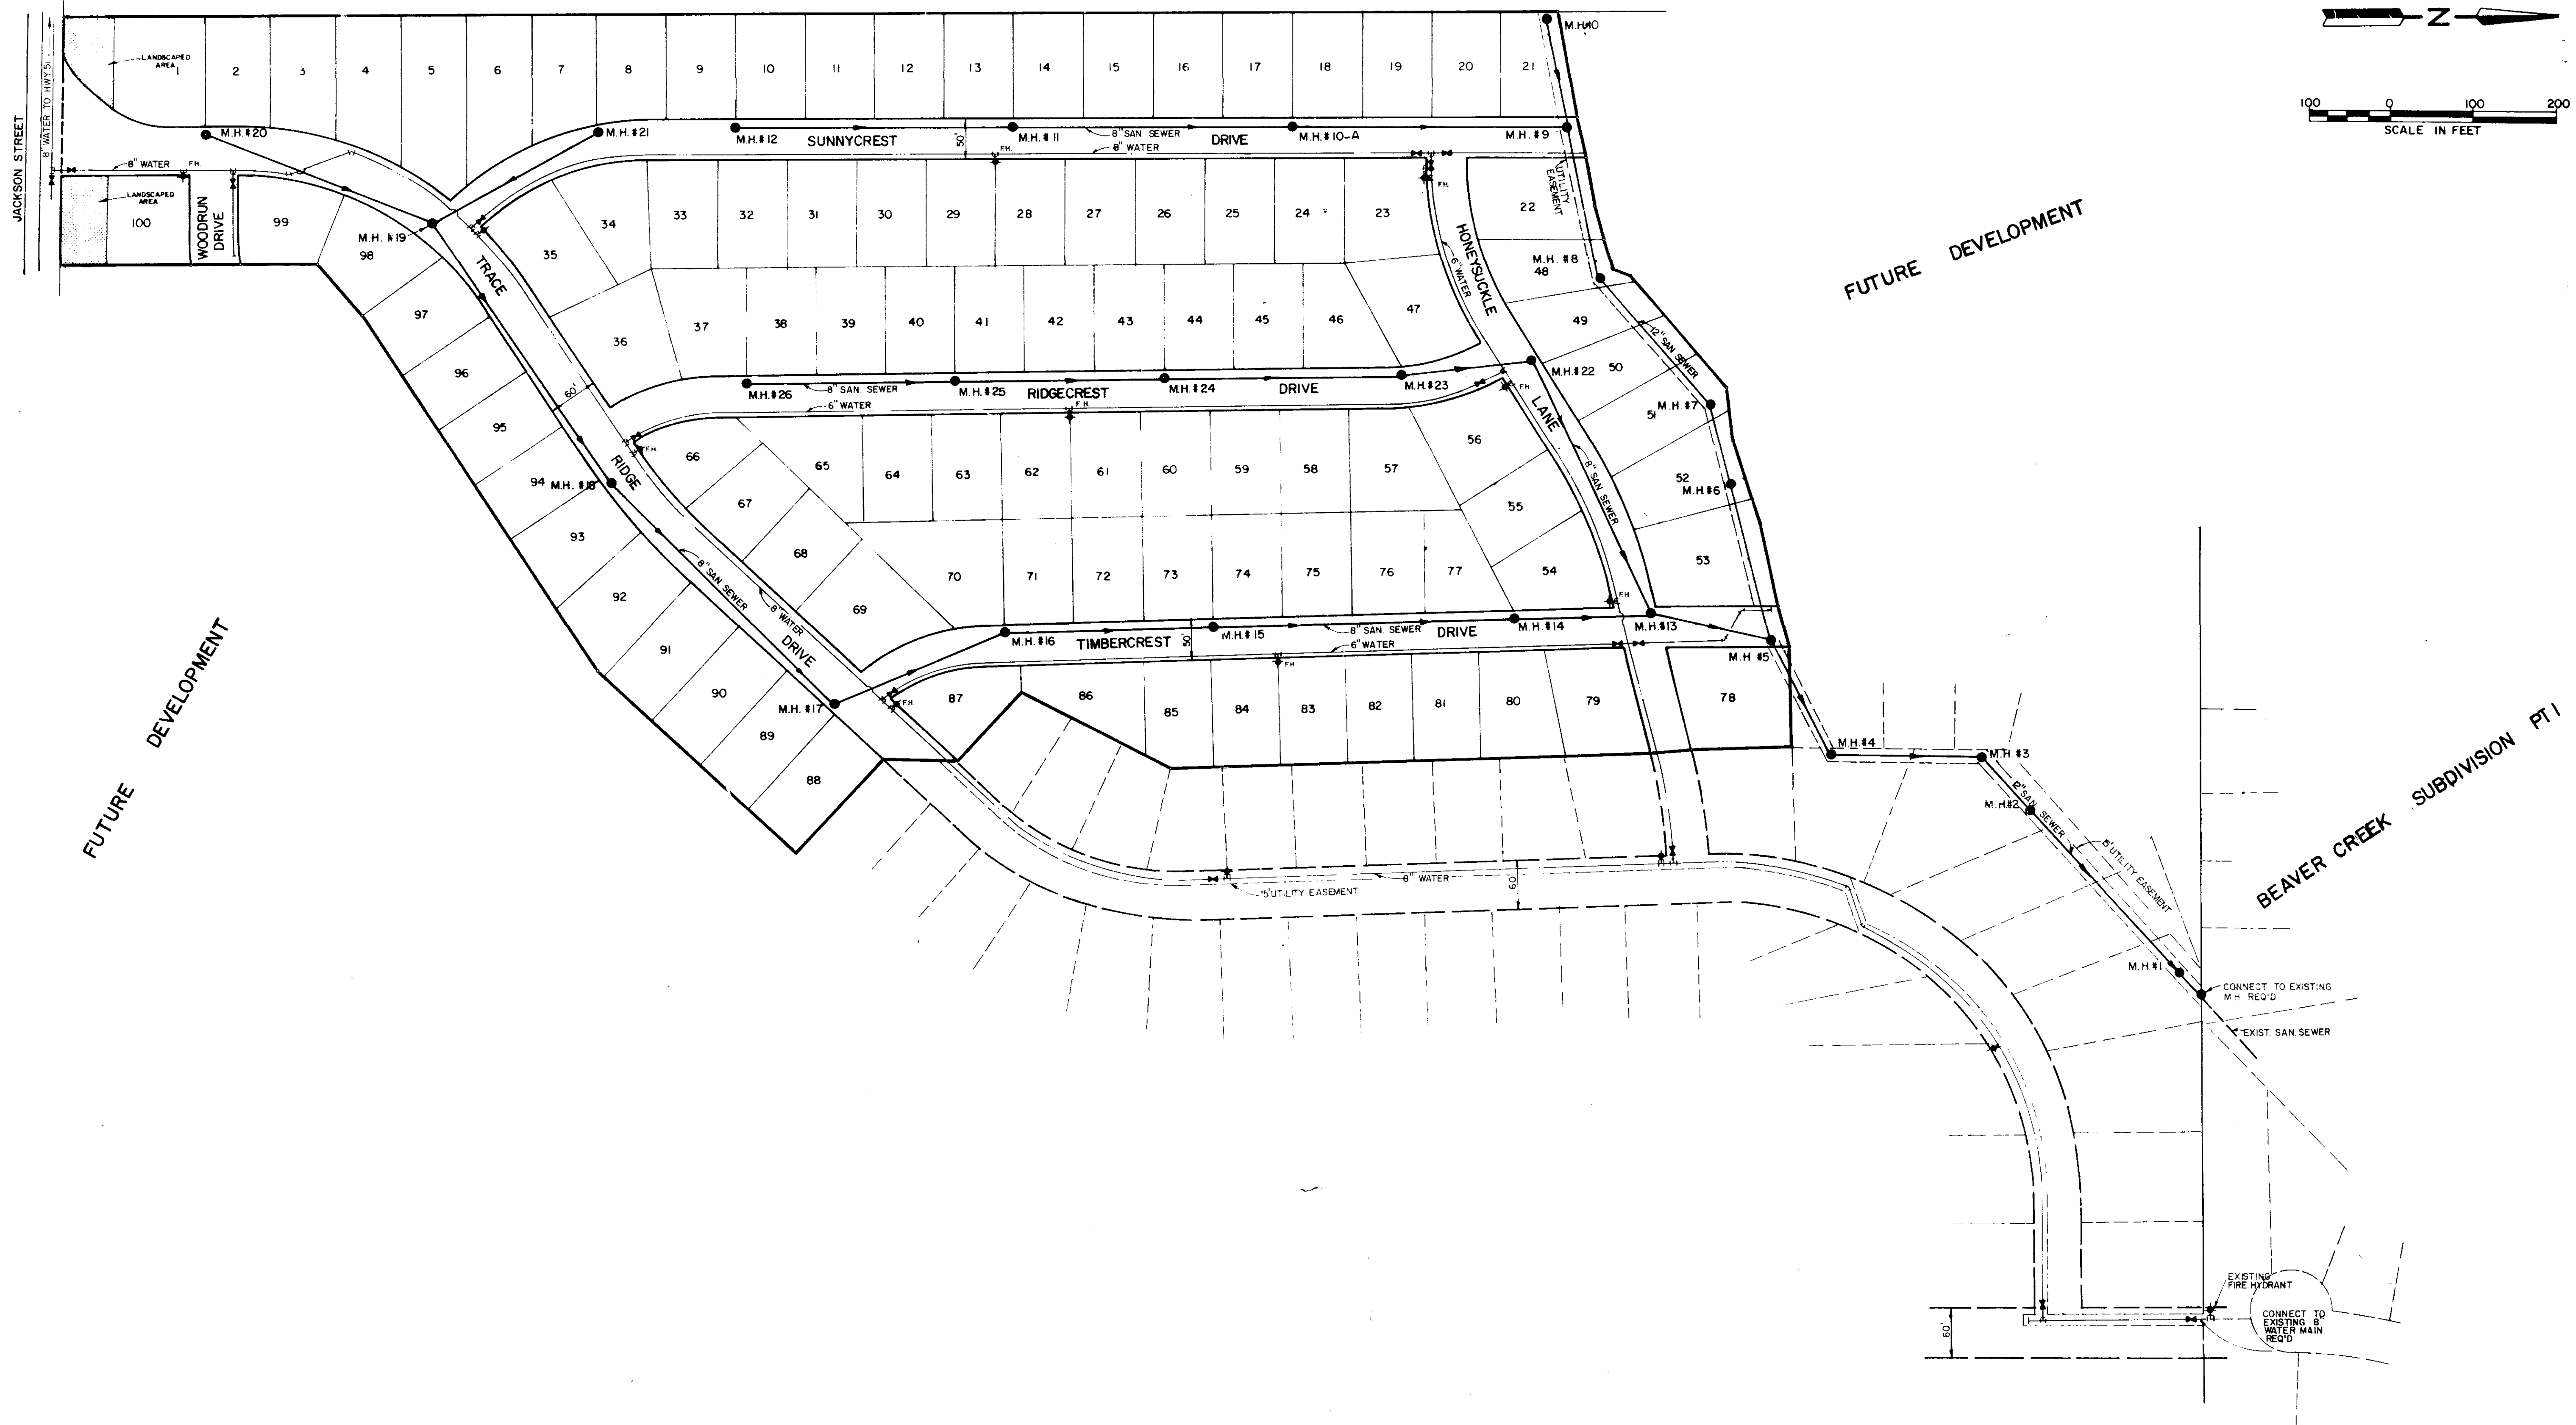 M.H.#10
N
100 0 100 200
SCALE IN FEET
JACKSON STREET
8" WATER TO HWY 51
LANDSCAPED
AREA
1
2
3
4
5
6
7
8
9
10
11
12
13
14
15
16
17
18
19
20
21
M.H.#20
M.H.#21
M.H.#12
SUNNYCREST
50'
M.H.#11
8" SAN SEWER
DRIVE
M.H.#10-A
M.H.#9
8" WATER
F.H.
8" WATER
F.H.
F.H.
UTILITY
EASEMENT
LANDSCAPED
AREA
100
WOODRUN
DRIVE
99
98
M.H. #19
TRACE
35
34
33
32
31
30
29
28
27
26
25
24
23
HONEYSUCKLE
6" WATER
22
M.H. #8
48
FUTURE DEVELOPMENT
97
36
37
38
39
40
41
42
43
44
45
46
47
49
12" SAN SEWER
96
60'
M.H.#26
8" SAN. SEWER
M.H.#25
RIDGECREST
M.H.#24
DRIVE
M.H.#23
M.H.#22
50
6" WATER
F.H.
F.H.
LANE
51
M.H.#7
95
F.H.
RIDGE
66
65
64
63
62
61
60
59
58
57
56
8" SAN SEWER
52
M.H.#6
94
M.H. #18
67
55
93
68
92
8" SAN. SEWER
8" WATER
69
70
71
72
73
74
75
76
77
54
F.H.
53
91
DRIVE
M.H.#16
TIMBERCREST
50'
M.H.#15
8" SAN. SEWER
DRIVE
M.H.#14
M.H.#13
6" WATER
F.H.
M.H #5
90
M.H. #17
F.H.
87
86
85
84
83
82
81
80
79
78
89
88
FUTURE DEVELOPMENT
M.H.#4
M.H.#3
M.H.#2
12" SAN. SEWER
15' UTILITY EASEMENT
BEAVER CREEK SUBDIVISION PT I
15' UTILITY EASEMENT
8" WATER
60'
M.H.#1
CONNECT TO EXISTING
M H REQ'D
EXIST. SAN. SEWER
60'
EXISTING
FIRE HYDRANT
CONNECT TO
EXISTING 8"
WATER MAIN
REQ'D